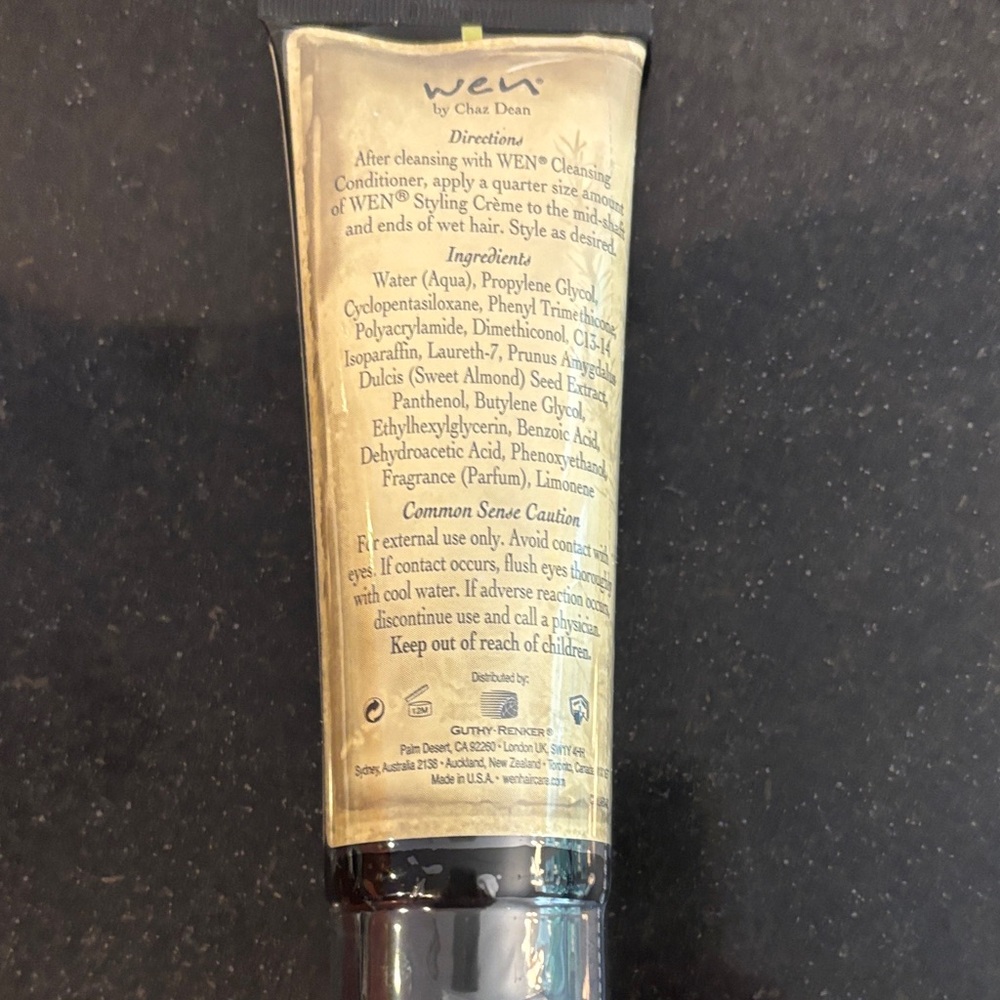 wen®
by Chaz Dean
Directions
After cleansing with WEN® Cleansing
Conditioner, apply a quarter size amount
of WEN® Styling Crème to the mid-shaft
and ends of wet hair. Style as desired.
Ingredients
Water (Aqua), Propylene Glycol,
Cyclopentasiloxane, Phenyl Trimethicone,
Polyacrylamide, Dimethiconol, C13-14
Isoparaffin, Laureth-7, Prunus Amygdalus
Dulcis (Sweet Almond) Seed Extract,
Panthenol, Butylene Glycol,
Ethylhexylglycerin, Benzoic Acid,
Dehydroacetic Acid, Phenoxyethanol,
Fragrance (Parfum), Limonene
Common Sense Caution
For external use only. Avoid contact with
eyes. If contact occurs, flush eyes thoroughly
with cool water. If adverse reaction occurs,
discontinue use and call a physician.
Keep out of reach of children.
Distributed by:
12M
GUTHY-RENKER®
Palm Desert, CA 92260 • London UK, SW1Y 4HR
Sydney, Australia 2138 • Auckland, New Zealand • Toronto, Canada
Made in U.S.A. • wenhaircare.com